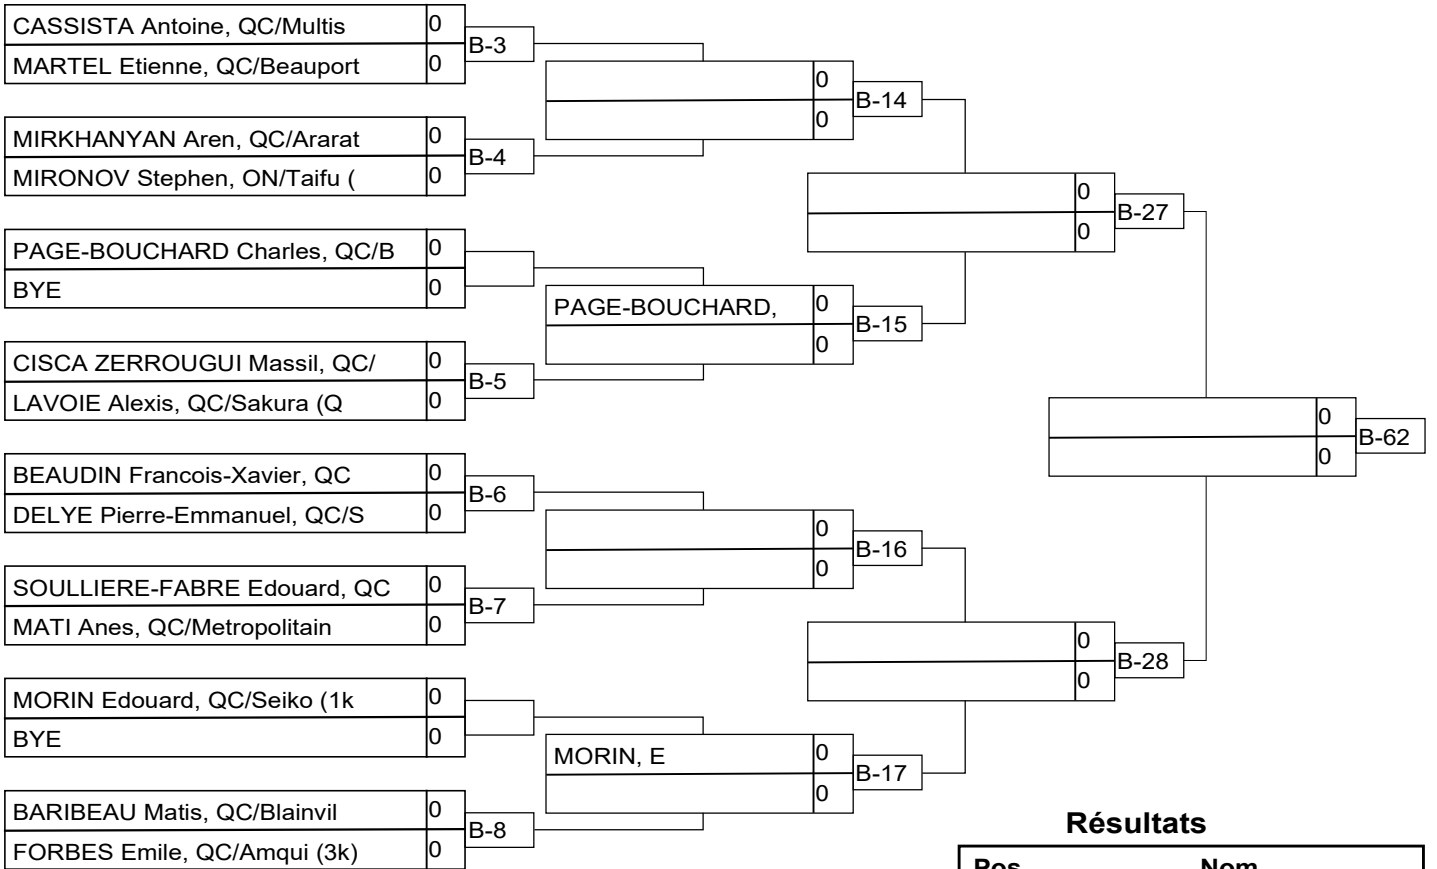 CASSISTA Antoine, QC/Multis 0
B-3
MARTEL Etienne, QC/Beauport 0
0
B-14
0
MIRKHANYAN Aren, QC/Ararat 0
B-4
MIRONOV Stephen, ON/Taifu ( 0
0
B-27
0
PAGE-BOUCHARD Charles, QC/B 0
BYE 0
PAGE-BOUCHARD, 0
B-15
0
CISCA ZERROUGUI Massil, QC/ 0
B-5
LAVOIE Alexis, QC/Sakura (Q 0
0
B-62
0
BEAUDIN Francois-Xavier, QC 0
B-6
DELYE Pierre-Emmanuel, QC/S 0
0
B-16
0
SOULLIERE-FABRE Edouard, QC 0
B-7
MATI Anes, QC/Metropolitain 0
0
B-28
0
MORIN Edouard, QC/Seiko (1k 0
BYE 0
MORIN, E 0
B-17
0
BARIBEAU Matis, QC/Blainvil 0
B-8
FORBES Emile, QC/Amqui (3k) 0
Résultats
Pos Nom